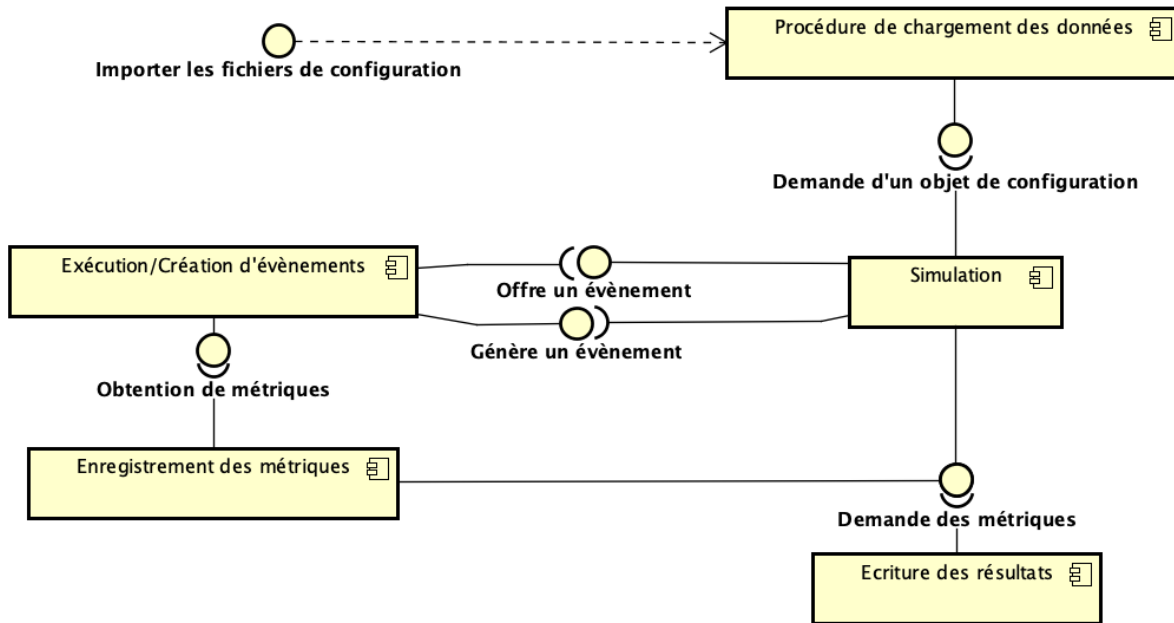 Procédure de chargement des données
Importer les fichiers de configuration
Demande d'un objet de configuration
Exécution/Création d'évènements
Offre un évènement
Simulation
Génère un évènement
Obtention de métriques
Enregistrement des métriques
Demande des métriques
Ecriture des résultats